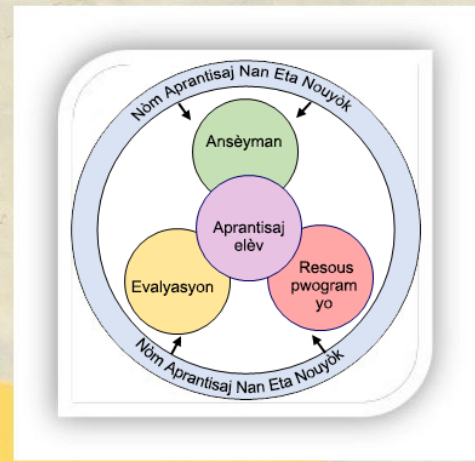 Nòm Aprantisaj Nan Eta Nouyòk
Ansèyman
Aprantisaj
elèv
Evalyasyon
Resous
pwogram
yo
Nòm Aprantisaj Nan Eta Nouyòk